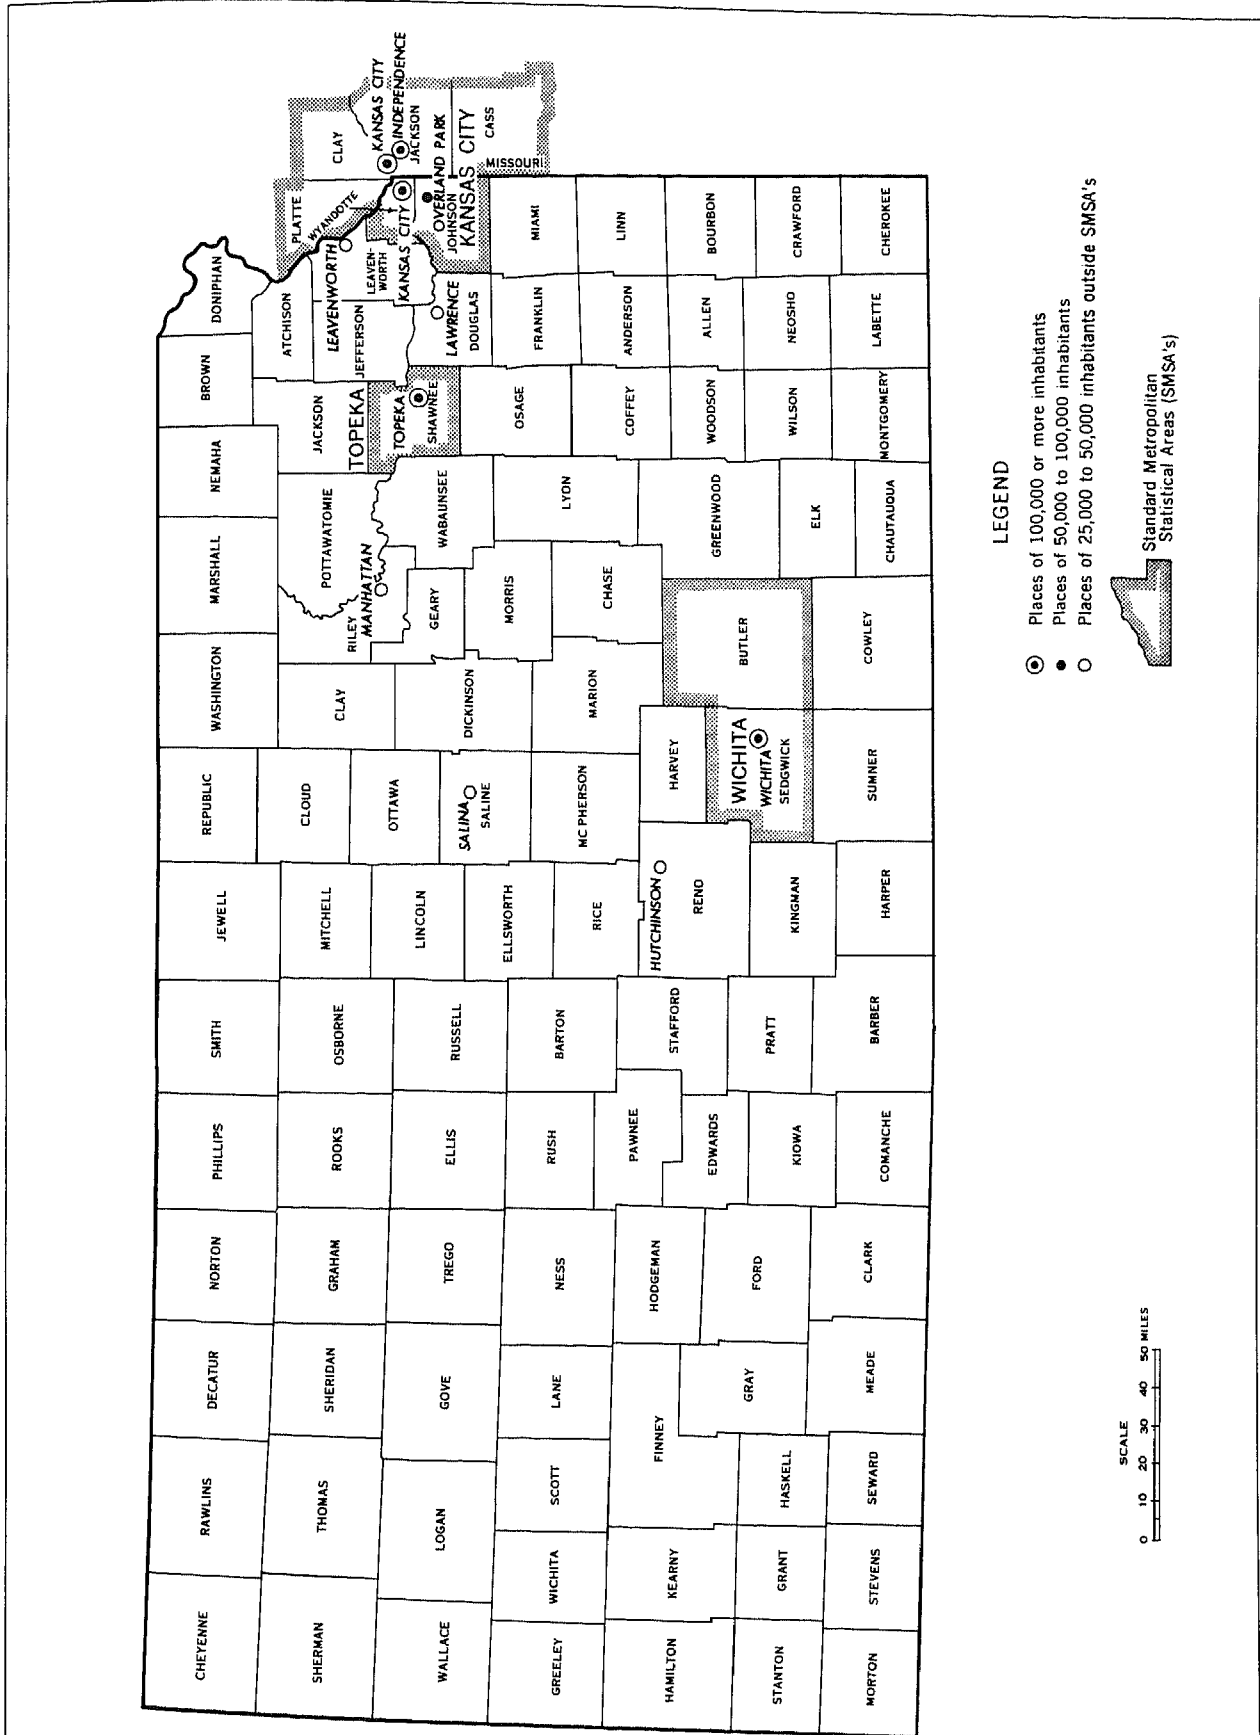 CHEYENNE
RAWLINS
DECATUR
NORTON
PHILLIPS
SMITH
JEWELL
REPUBLIC
WASHINGTON
MARSHALL
NEMAHA
BROWN
DONIPHAN
SHERMAN
THOMAS
SHERIDAN
GRAHAM
ROOKS
OSBORNE
MITCHELL
CLOUD
CLAY
RILEY
MANHATTAN
POTTAWATOMIE
JACKSON
TOPEKA
ATCHISON
LEAVENWORTH
JEFFERSON
LEAVEN-
WORTH
PLATTE
WYANDOTTE
CLAY
KANSAS CITY
INDEPENDENCE
JACKSON
KANSAS CITY
OVERLAND PARK
JOHNSON
KANSAS CITY
CASS
MISSOURI
WALLACE
LOGAN
GOVE
TREGO
ELLIS
RUSSELL
LINCOLN
OTTAWA
SALINA
SALINE
DICKINSON
GEARY
WABAUNSEE
TOPEKA
SHAWNEE
LAWRENCE
DOUGLAS
GREELEY
WICHITA
SCOTT
LANE
NESS
RUSH
BARTON
ELLSWORTH
RICE
MC PHERSON
MARION
MORRIS
CHASE
LYON
OSAGE
FRANKLIN
MIAMI
HAMILTON
KEARNY
FINNEY
HODGEMAN
PAWNEE
STAFFORD
HUTCHINSON
RENO
HARVEY
WICHITA
WICHITA
SEDGWICK
BUTLER
GREENWOOD
COFFEY
ANDERSON
LINN
WOODSON
ALLEN
BOURBON
STANTON
GRANT
HASKELL
GRAY
FORD
EDWARDS
KIOWA
PRATT
KINGMAN
ELK
WILSON
NEOSHO
CRAWFORD
MORTON
STEVENS
SEWARD
MEADE
CLARK
COMANCHE
BARBER
HARPER
SUMNER
COWLEY
CHAUTAUQUA
MONTGOMERY
LABETTE
CHEROKEE
LEGEND
Places of 100,000 or more inhabitants
Places of 50,000 to 100,000 inhabitants
Places of 25,000 to 50,000 inhabitants outside SMSA's
Standard Metropolitan
Statistical Areas (SMSA's)
SCALE
0 10 20 30 40 50 MILES